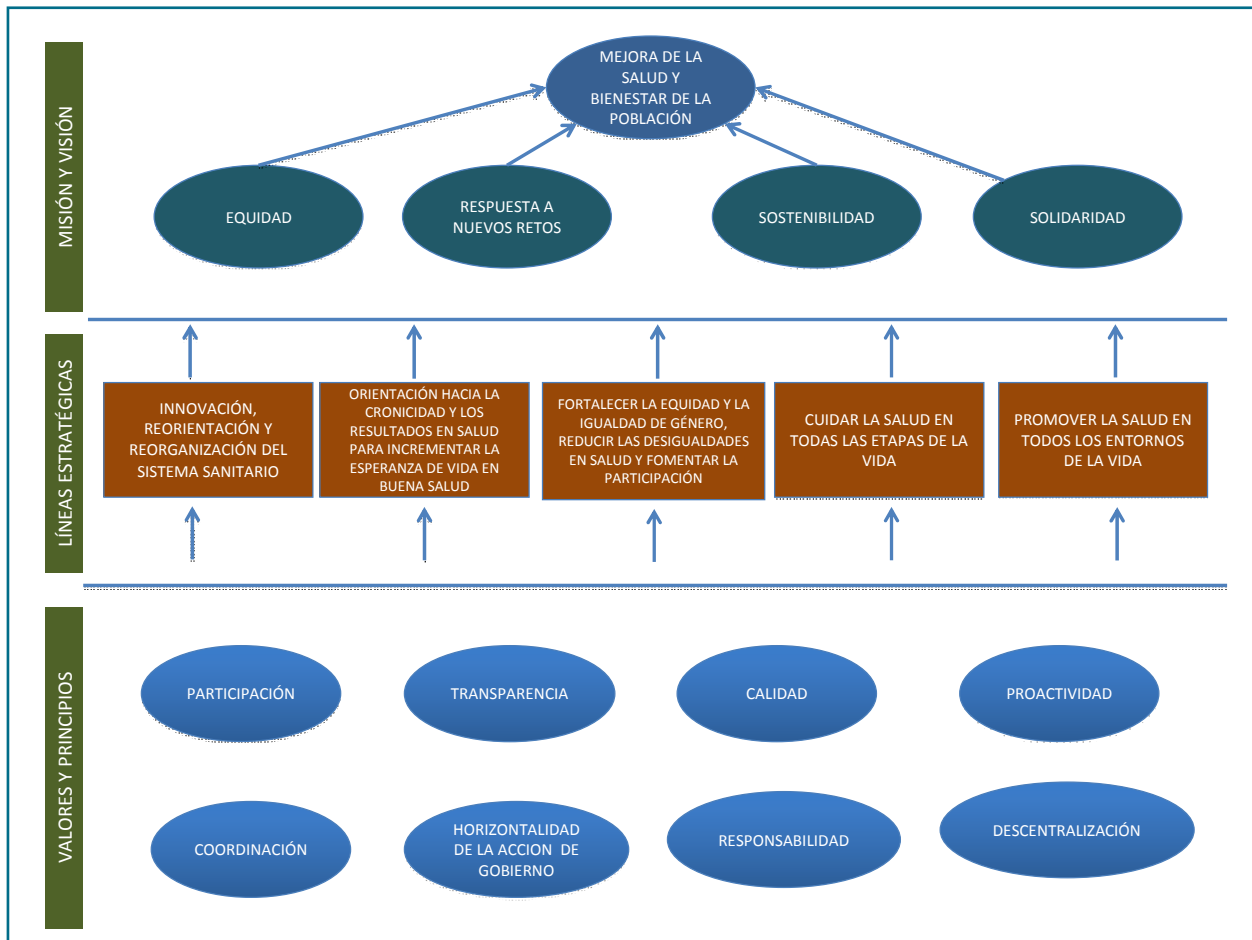 MISIÓN Y VISIÓN
MEJORA DE LA
SALUD Y
BIENESTAR DE LA
POBLACIÓN
EQUIDAD
RESPUESTA A
NUEVOS RETOS
SOSTENIBILIDAD
SOLIDARIDAD
LÍNEAS ESTRATÉGICAS
INNOVACIÓN,
REORIENTACIÓN Y
REORGANIZACIÓN DEL
SISTEMA SANITARIO
ORIENTACIÓN HACIA LA
CRONICIDAD Y LOS
RESULTADOS EN SALUD
PARA INCREMENTAR LA
ESPERANZA DE VIDA EN
BUENA SALUD
FORTALECER LA EQUIDAD Y LA
IGUALDAD DE GÉNERO,
REDUCIR LAS DESIGUALDADES
EN SALUD Y FOMENTAR LA
PARTICIPACIÓN
CUIDAR LA SALUD EN
TODAS LAS ETAPAS DE LA
VIDA
PROMOVER LA SALUD EN
TODOS LOS ENTORNOS
DE LA VIDA
VALORES Y PRINCIPIOS
PARTICIPACIÓN
TRANSPARENCIA
CALIDAD
PROACTIVIDAD
COORDINACIÓN
HORIZONTALIDAD
DE LA ACCION DE
GOBIERNO
RESPONSABILIDAD
DESCENTRALIZACIÓN